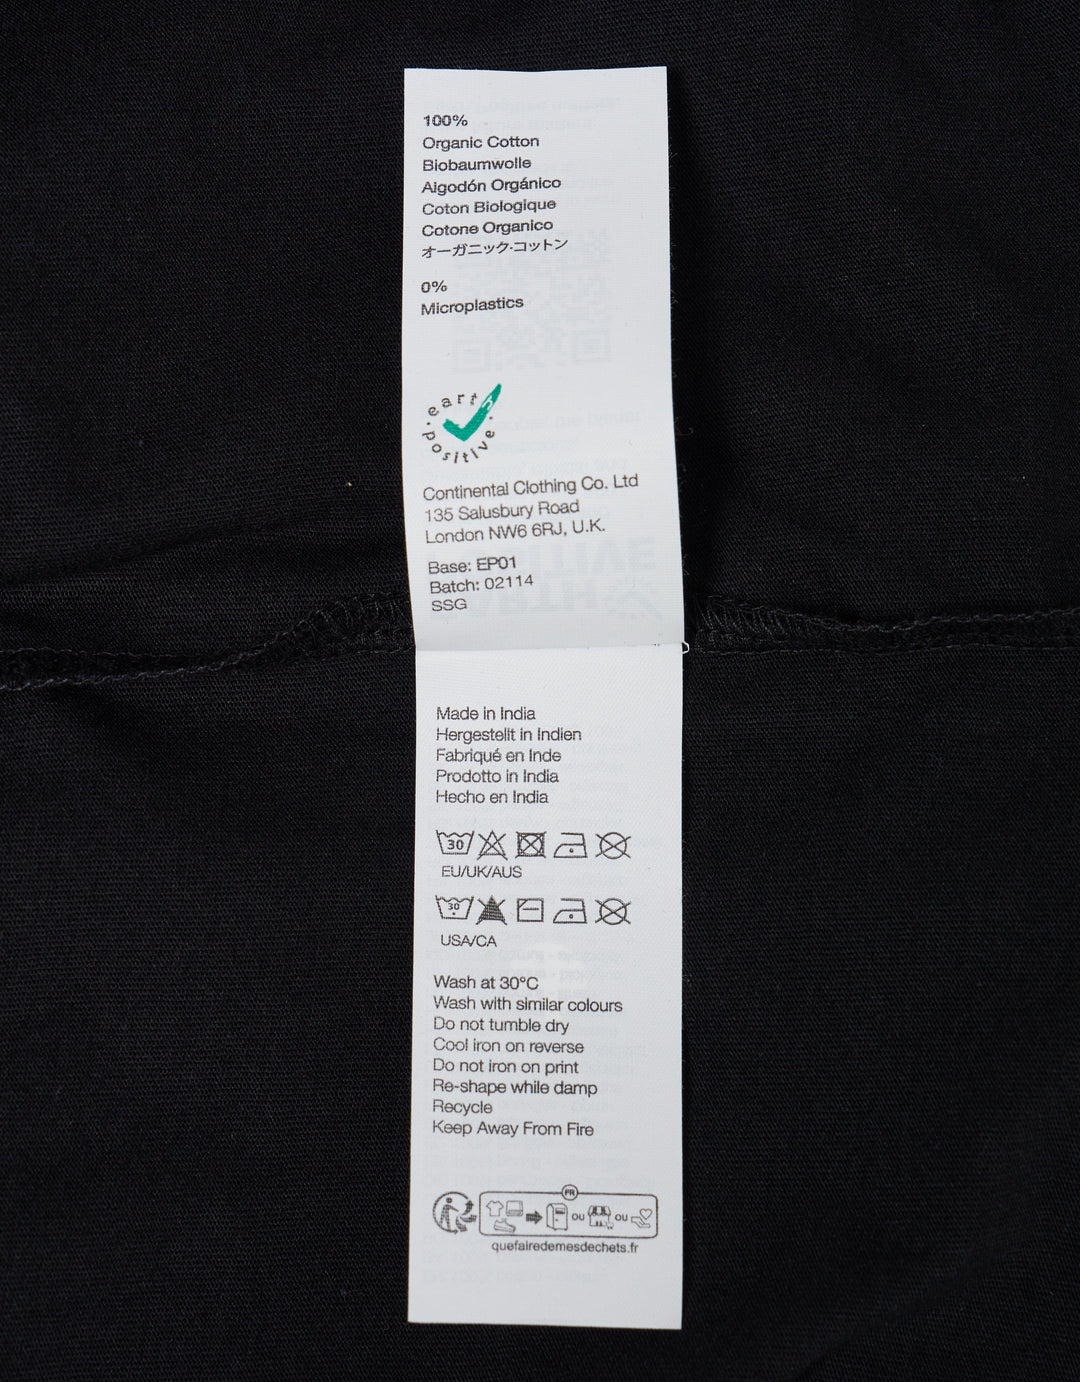 100%
Organic Cotton
Biobaumwolle
Algodón Orgánico
Coton Biologique
Cotone Organico
オーガニック・コットン
0%
Microplastics
earth
positive
Continental Clothing Co. Ltd
135 Salusbury Road
London NW6 6RJ, U.K.
Base: EP01
Batch: 02114
SSG
Made in India
Hergestellt in Indien
Fabriqué en Inde
Prodotto in India
Hecho en India
30
EU/UK/AUS
30
USA/CA
Wash at 30°C
Wash with similar colours
Do not tumble dry
Cool iron on reverse
Do not iron on print
Re-shape while damp
Recycle
Keep Away From Fire
FR
ou ou
quefairedemesdechets.fr